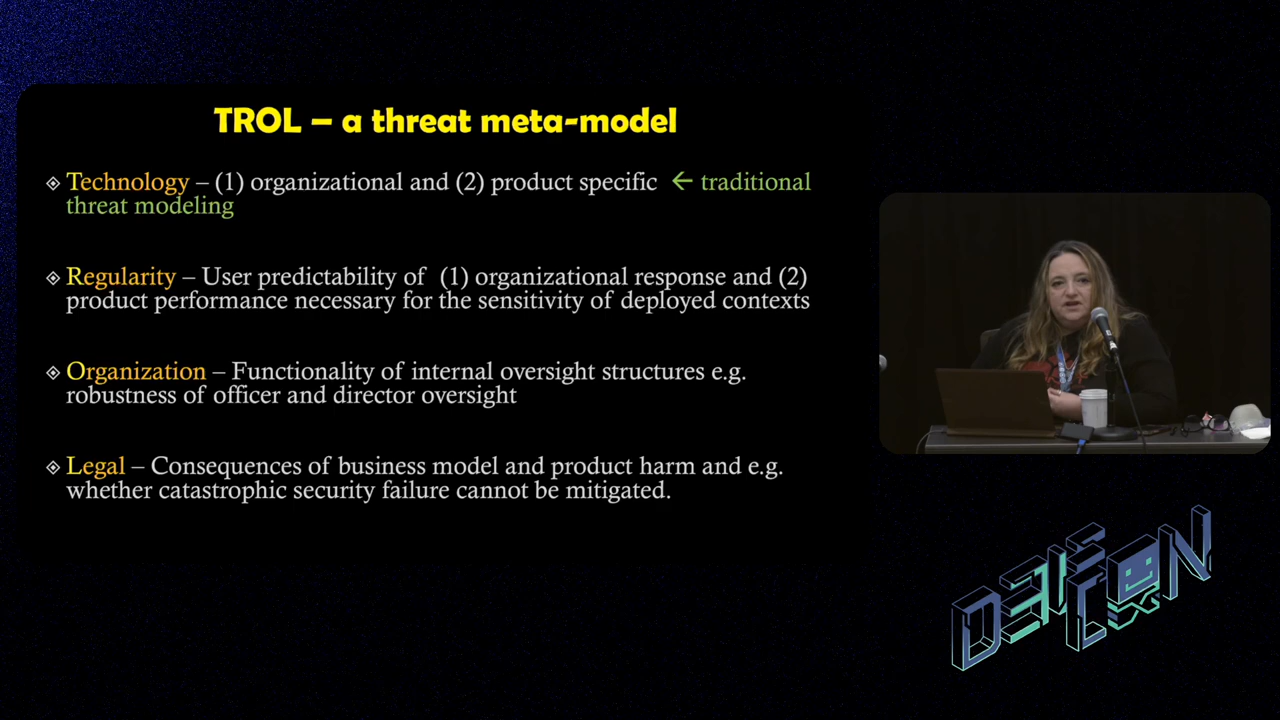 TROL – a threat meta-model
Technology – (1) organizational and (2) product specific ← traditional
threat modeling
Regularity – User predictability of (1) organizational response and (2)
product performance necessary for the sensitivity of deployed contexts
Organization – Functionality of internal oversight structures e.g.
robustness of officer and director oversight
Legal – Consequences of business model and product harm and e.g.
whether catastrophic security failure cannot be mitigated.
DEF
CON